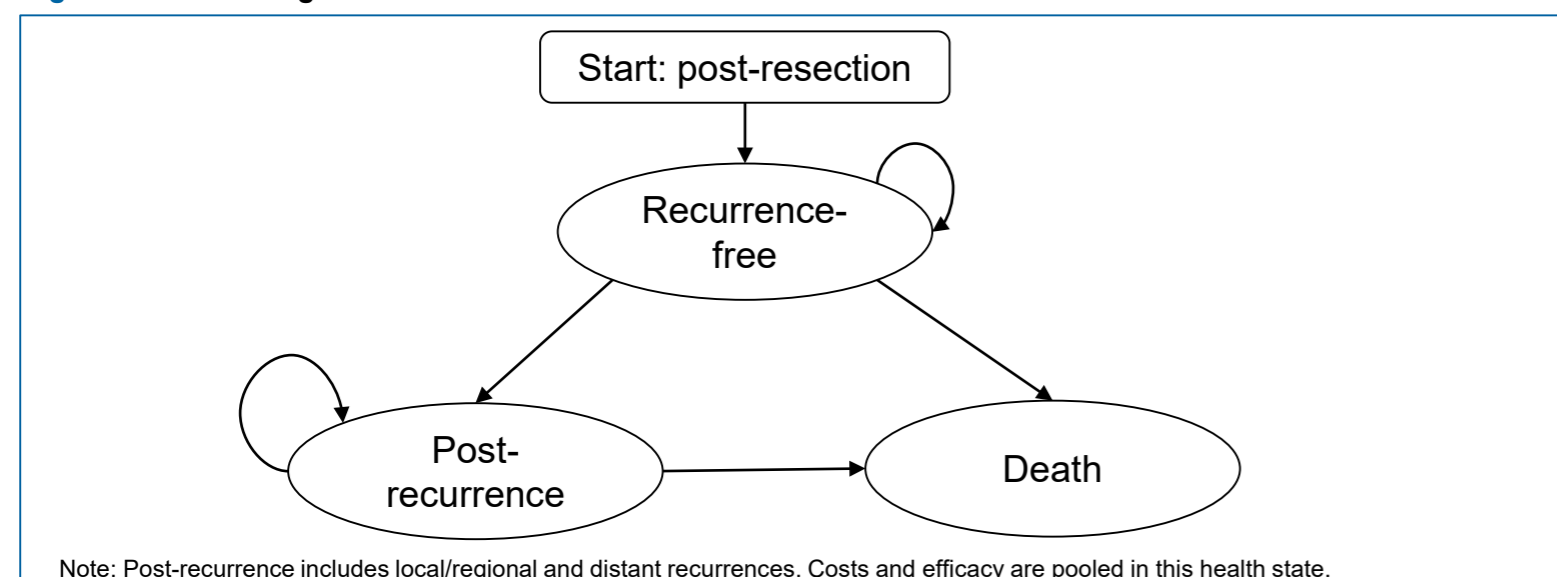 Start: post-resection
Recurrence-
free
Post-
recurrence
Death
Note: Post-recurrence includes local/regional and distant recurrences. Costs and efficacy are pooled in this health state.